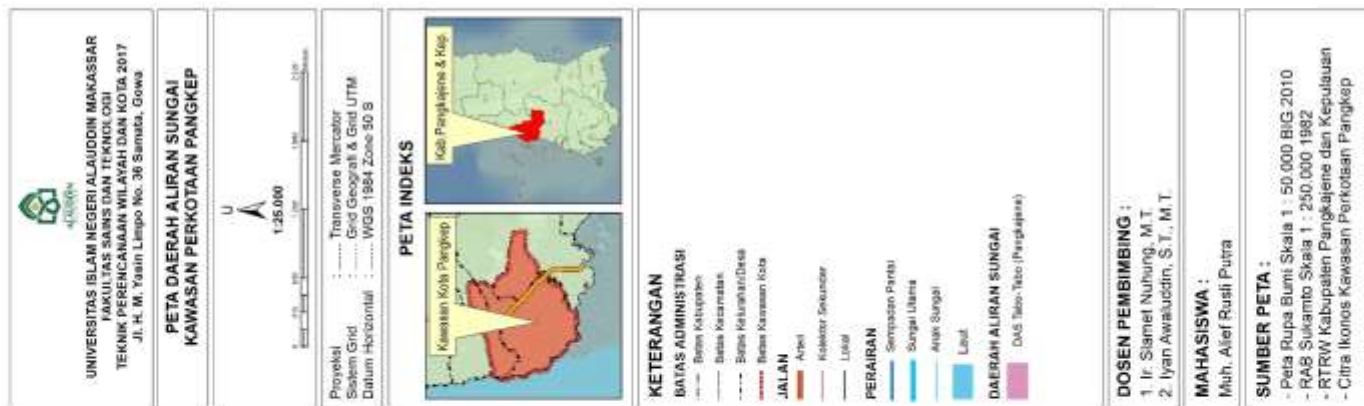 ALAUDDIN
UNIVERSITAS ISLAM NEGERI ALAUDDIN MAKASSAR
FAKULTAS SAINS DAN TEKNOLOGI
TEKNIK PERENCANAAN WILAYAH DAN KOTA 2017
Jl. H. M. Yasin Limpo No. 36 Samata, Gowa
PETA DAERAH ALIRAN SUNGAI
KAWASAN PERKOTAAN PANGKEP
U
1:25.000
Proyeksi : ....... Transverse Mercator
Sistem Grid : ....... Grid Geografi & Grid UTM
Datum Horizontal : ....... WGS 1984 Zone 50 S
PETA INDEKS
Kawasan Kota Pangkep
Kab Pangkajene & Kep.
KETERANGAN
BATAS ADMINISTRASI
Batas Kabupaten
Batas Kecamatan
Batas Kelurahan/Desa
Batas Kawasan Kota
JALAN
Arteri
Kolektor Sekunder
Lokal
PERAIRAN
Sempadan Pantai
Sungai Utama
Anak Sungai
Laut
DAERAH ALIRAN SUNGAI
DAS Tabo-Tabo (Pangkajene)
DOSEN PEMBIMBING :
1. Ir. Slamet Nuhung, M.T.
2. Iyan Awaluddin, S.T., M.T.
MAHASISWA :
Muh. Alief Rusli Putra
SUMBER PETA :
- Peta Rupa Bumi Skala 1 : 50.000 BIG 2010
- RAB Sukamto Skala 1 : 250.000 1982
- RTRW Kabupaten Pangkajene dan Kepulauan
- Citra Ikonos Kawasan Perkotaan Pangkep